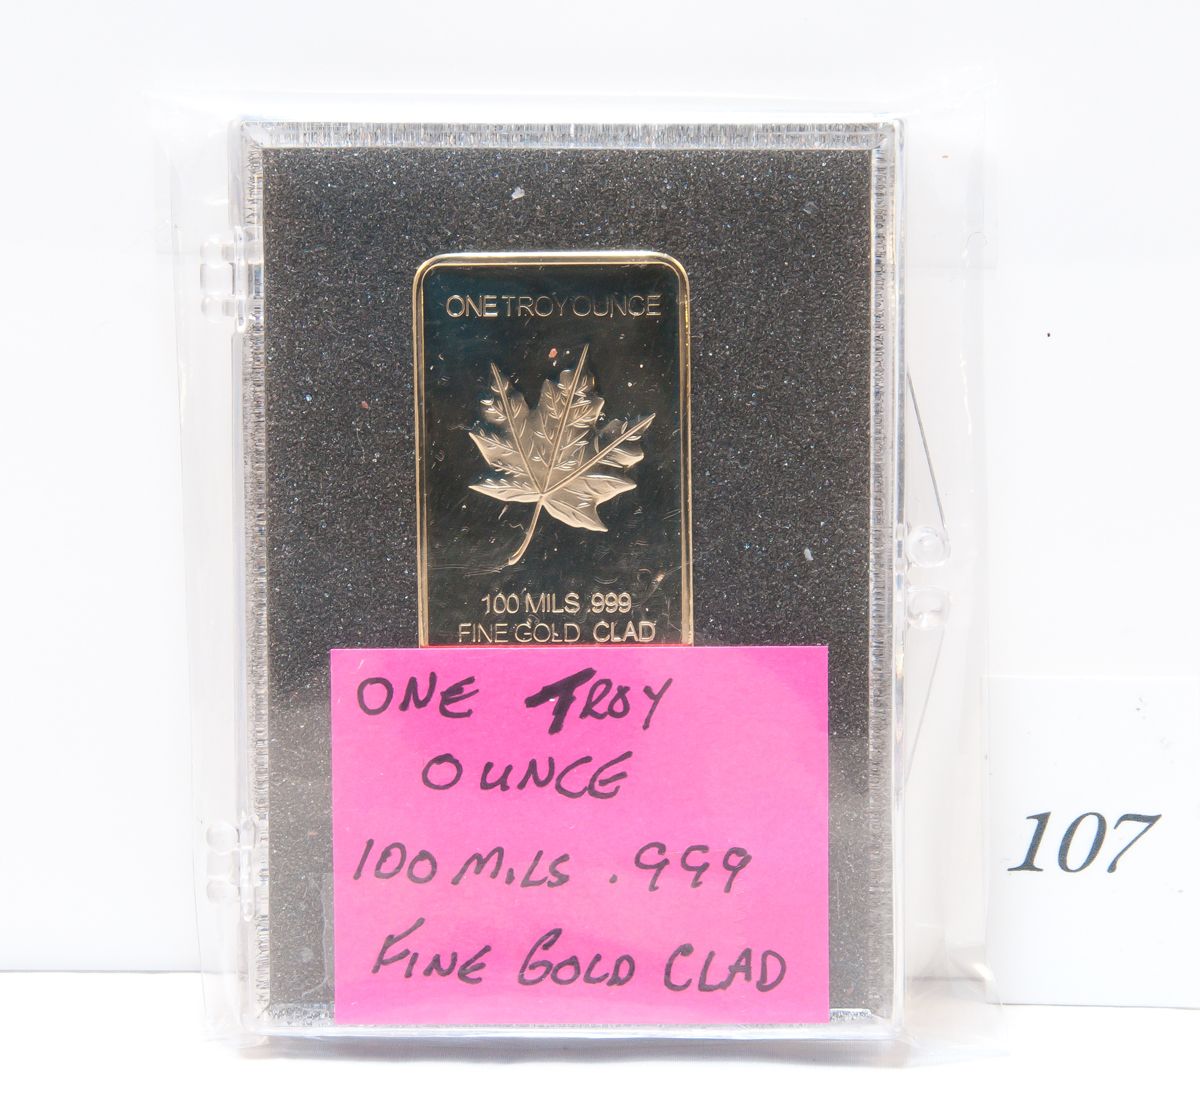 ONE TROY OUNCE
100 MILS .999
FINE GOLD CLAD
ONE TROY
OUNCE
100 MILS .999
FINE GOLD CLAD
107